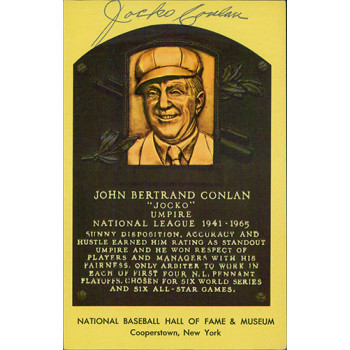 Jocko Conlan
JOHN BERTRAND CONLAN
"JOCKO"
UMPIRE
NATIONAL LEAGUE 1941-1965
SUNNY DISPOSITION, ACCURACY AND
HUSTLE EARNED HIM RATING AS STANDOUT
UMPIRE AND HE WON RESPECT OF
PLAYERS AND MANAGERS WITH HIS
FAIRNESS. ONLY ARBITER TO WORK IN
EACH OF FIRST FOUR N.L. PENNANT
PLAYOFFS. CHOSEN FOR SIX WORLD SERIES
AND SIX ALL-STAR GAMES.
NATIONAL BASEBALL HALL OF FAME & MUSEUM
Cooperstown, New York